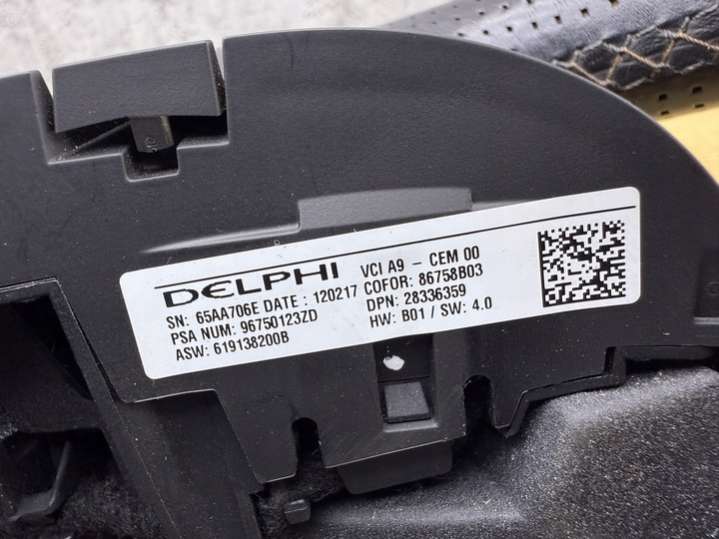 DELPHI VCI A9 - CEM 00
SN: 65AA706E DATE : 120217 COFOR: 86758B03
PSA NUM: 96750123ZD DPN: 28336359
ASW: 619138200B HW: B01 / SW: 4.0